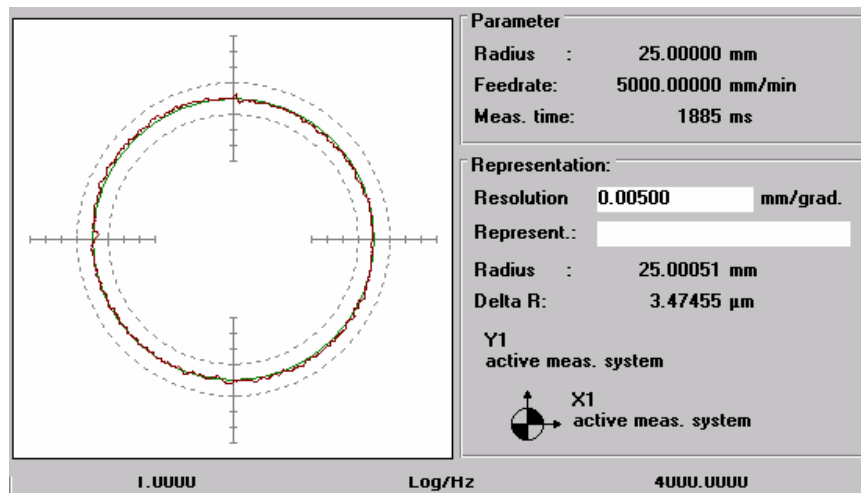 Parameter
Radius : 25.00000 mm
Feedrate: 5000.00000 mm/min
Meas. time: 1885 ms
Representation:
Resolution 0.00500 mm/grad.
Represent.:
Radius : 25.00051 mm
Delta R: 3.47455 µm
Y1
active meas. system
X1
active meas. system
1.0000 Log/Hz 4000.0000